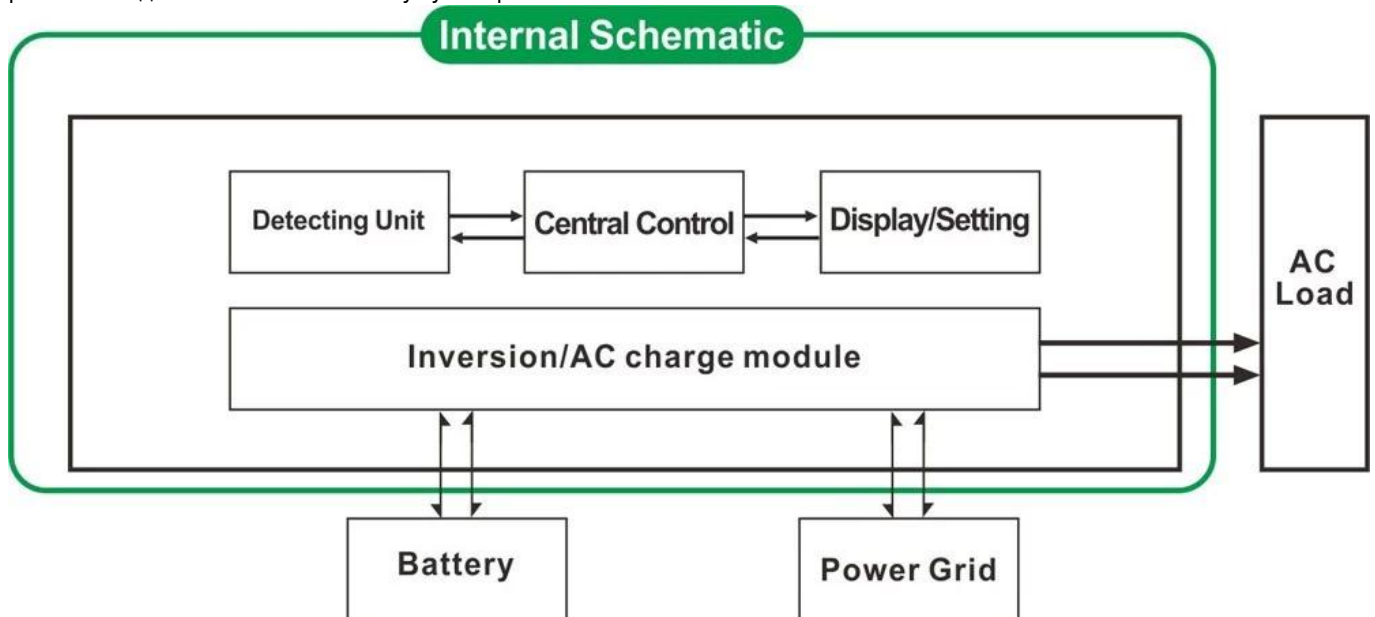 Internal Schematic
Detecting Unit
Central Control
Display/Setting
AC
Load
Inversion/AC charge module
Battery
Power Grid